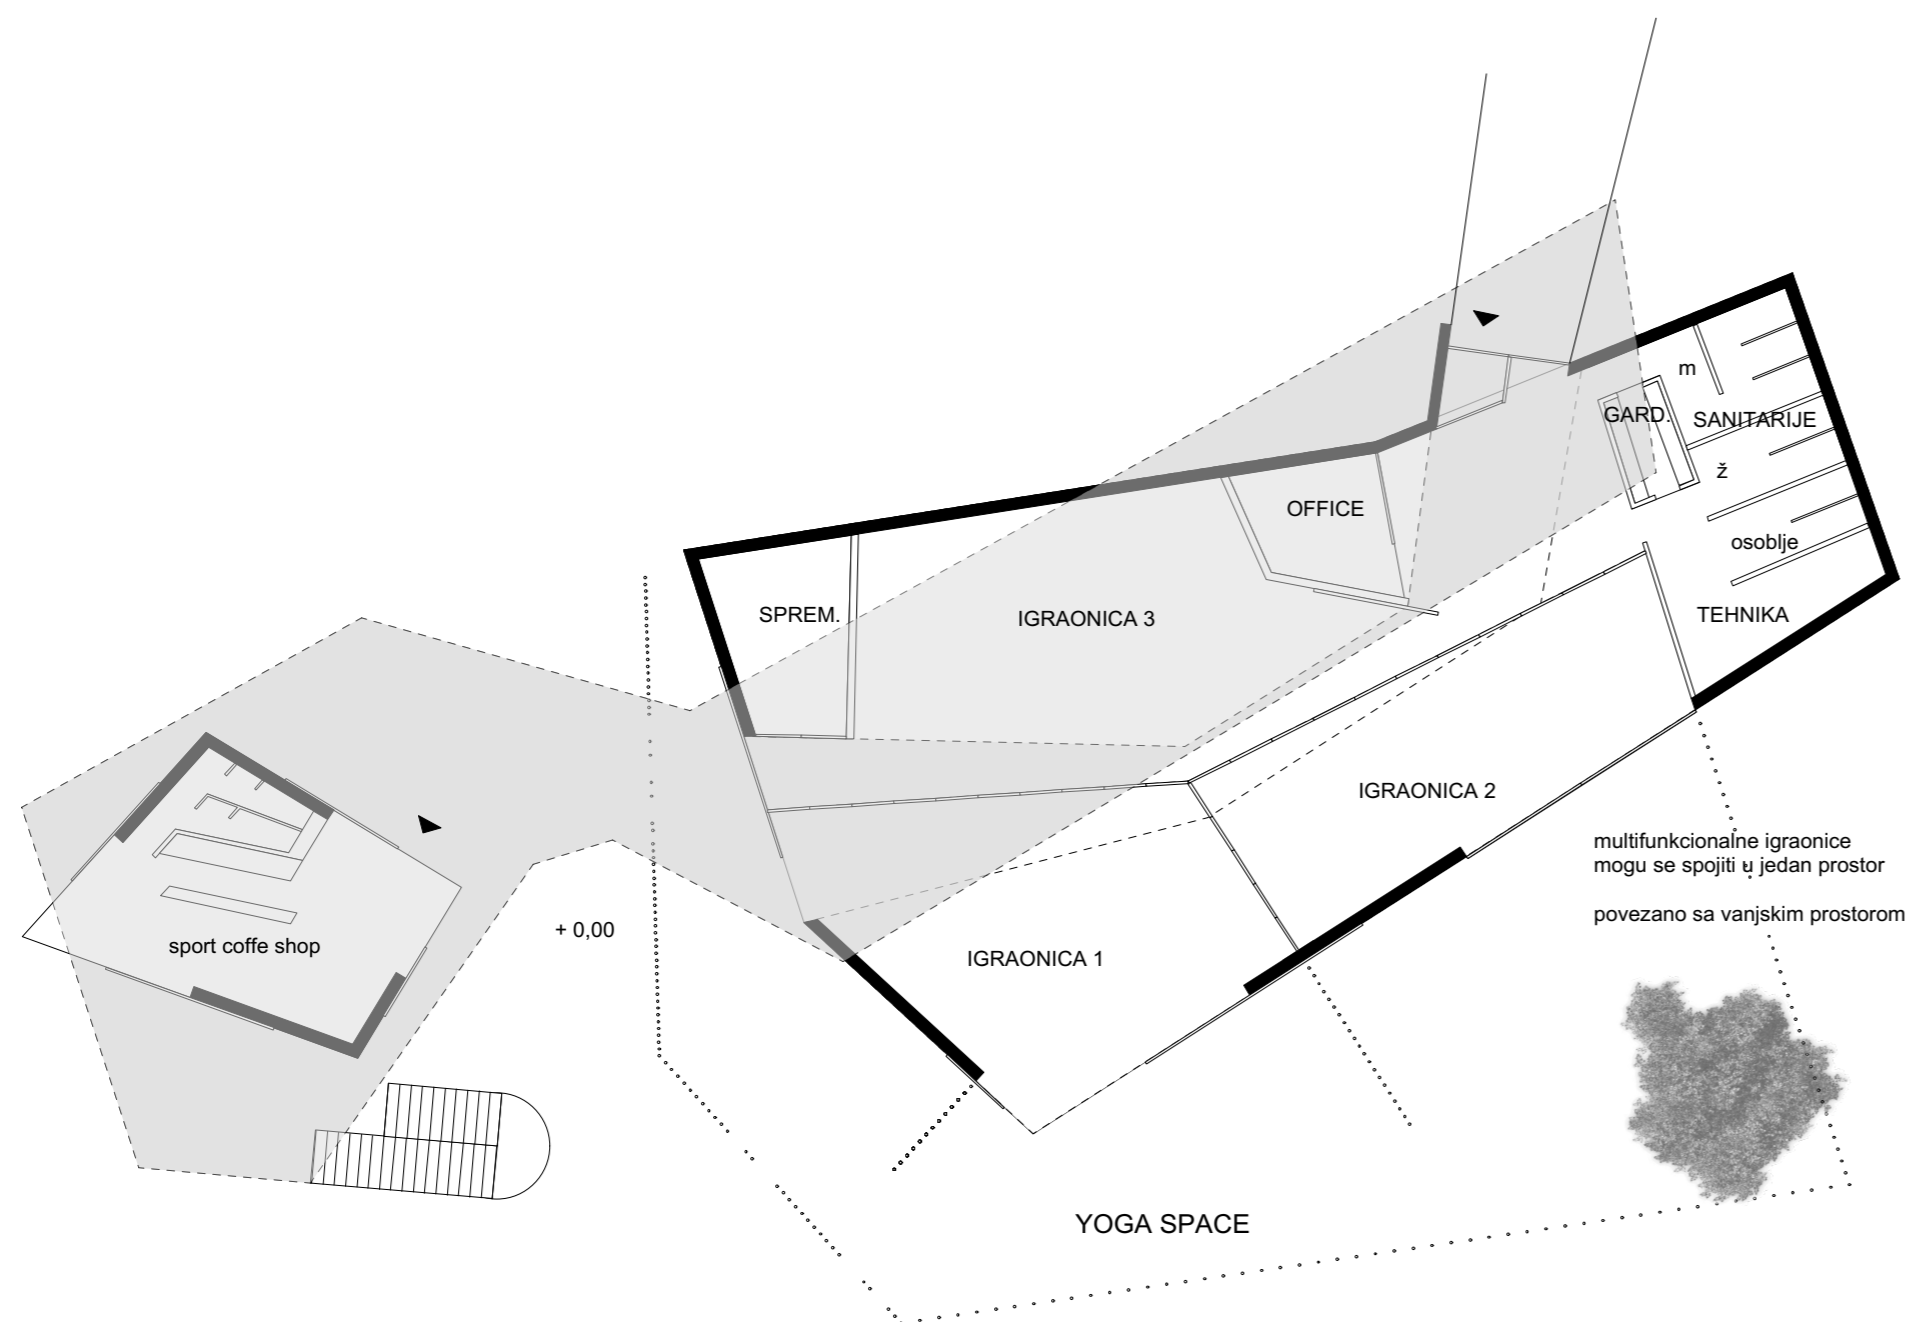 m
GARD.
SANITARIJE
ž
OFFICE
osoblje
SPREM.
IGRAONICA 3
TEHNIKA
IGRAONICA 2
multifunkcionalne igraonice
mogu se spojiti u jedan prostor
povezano sa vanjskim prostorom
+ 0,00
sport coffe shop
IGRAONICA 1
YOGA SPACE